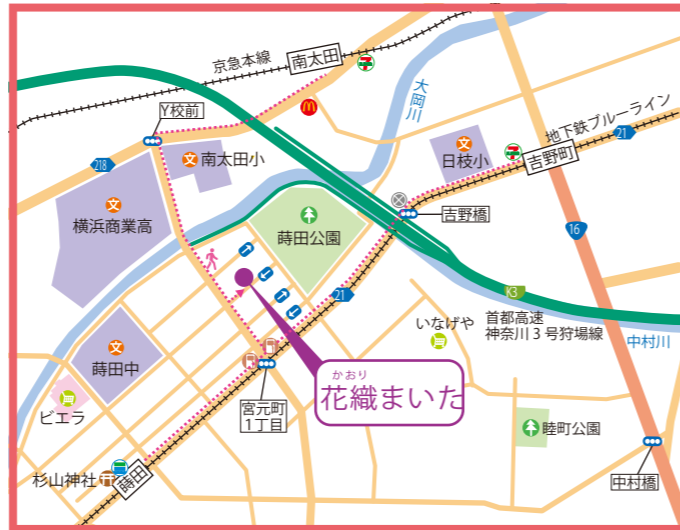 京急本線
南太田
大岡川
Y校前
218
文
南太田小
文
日枝小
地下鉄ブルーライン
21
吉野町
文
横浜商業高
蒔田公園
吉野橋
16
21
K3
首都高速
神奈川3号狩場線
中村川
いなげや
文
蒔田中
かおり
花織まいた
宮元町
1丁目
ビエラ
睦町公園
杉山神社
蒔田
中村橋